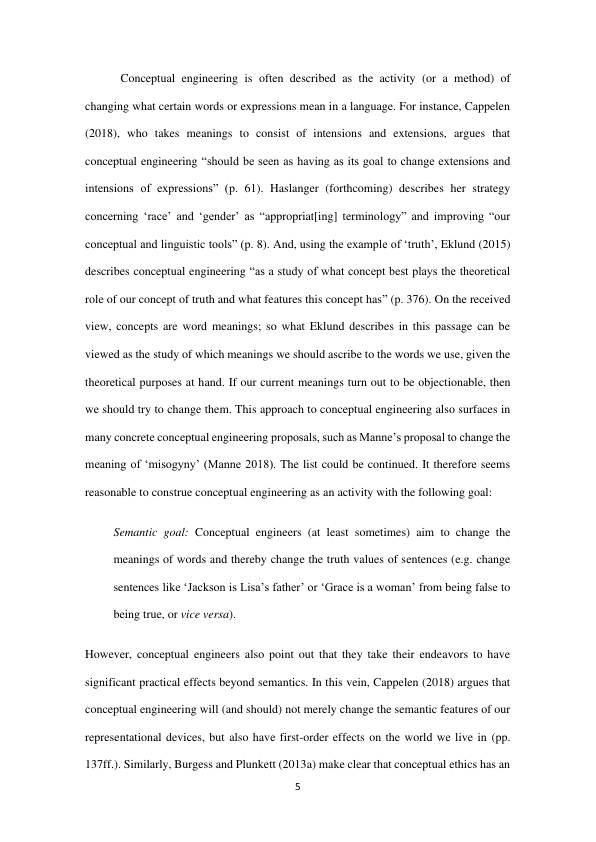 Conceptual engineering is often described as the activity (or a method) of
changing what certain words or expressions mean in a language. For instance, Cappelen
(2018), who takes meanings to consist of intensions and extensions, argues that
conceptual engineering “should be seen as having as its goal to change extensions and
intensions of expressions” (p. 61). Haslanger (forthcoming) describes her strategy
concerning ‘race’ and ‘gender’ as “appropriat[ing] terminology” and improving “our
conceptual and linguistic tools” (p. 8). And, using the example of ‘truth’, Eklund (2015)
describes conceptual engineering “as a study of what concept best plays the theoretical
role of our concept of truth and what features this concept has” (p. 376). On the received
view, concepts are word meanings; so what Eklund describes in this passage can be
viewed as the study of which meanings we should ascribe to the words we use, given the
theoretical purposes at hand. If our current meanings turn out to be objectionable, then
we should try to change them. This approach to conceptual engineering also surfaces in
many concrete conceptual engineering proposals, such as Manne’s proposal to change the
meaning of ‘misogyny’ (Manne 2018). The list could be continued. It therefore seems
reasonable to construe conceptual engineering as an activity with the following goal:
Semantic goal: Conceptual engineers (at least sometimes) aim to change the
meanings of words and thereby change the truth values of sentences (e.g. change
sentences like ‘Jackson is Lisa’s father’ or ‘Grace is a woman’ from being false to
being true, or vice versa).
However, conceptual engineers also point out that they take their endeavors to have
significant practical effects beyond semantics. In this vein, Cappelen (2018) argues that
conceptual engineering will (and should) not merely change the semantic features of our
representational devices, but also have first-order effects on the world we live in (pp.
137ff.). Similarly, Burgess and Plunkett (2013a) make clear that conceptual ethics has an
5